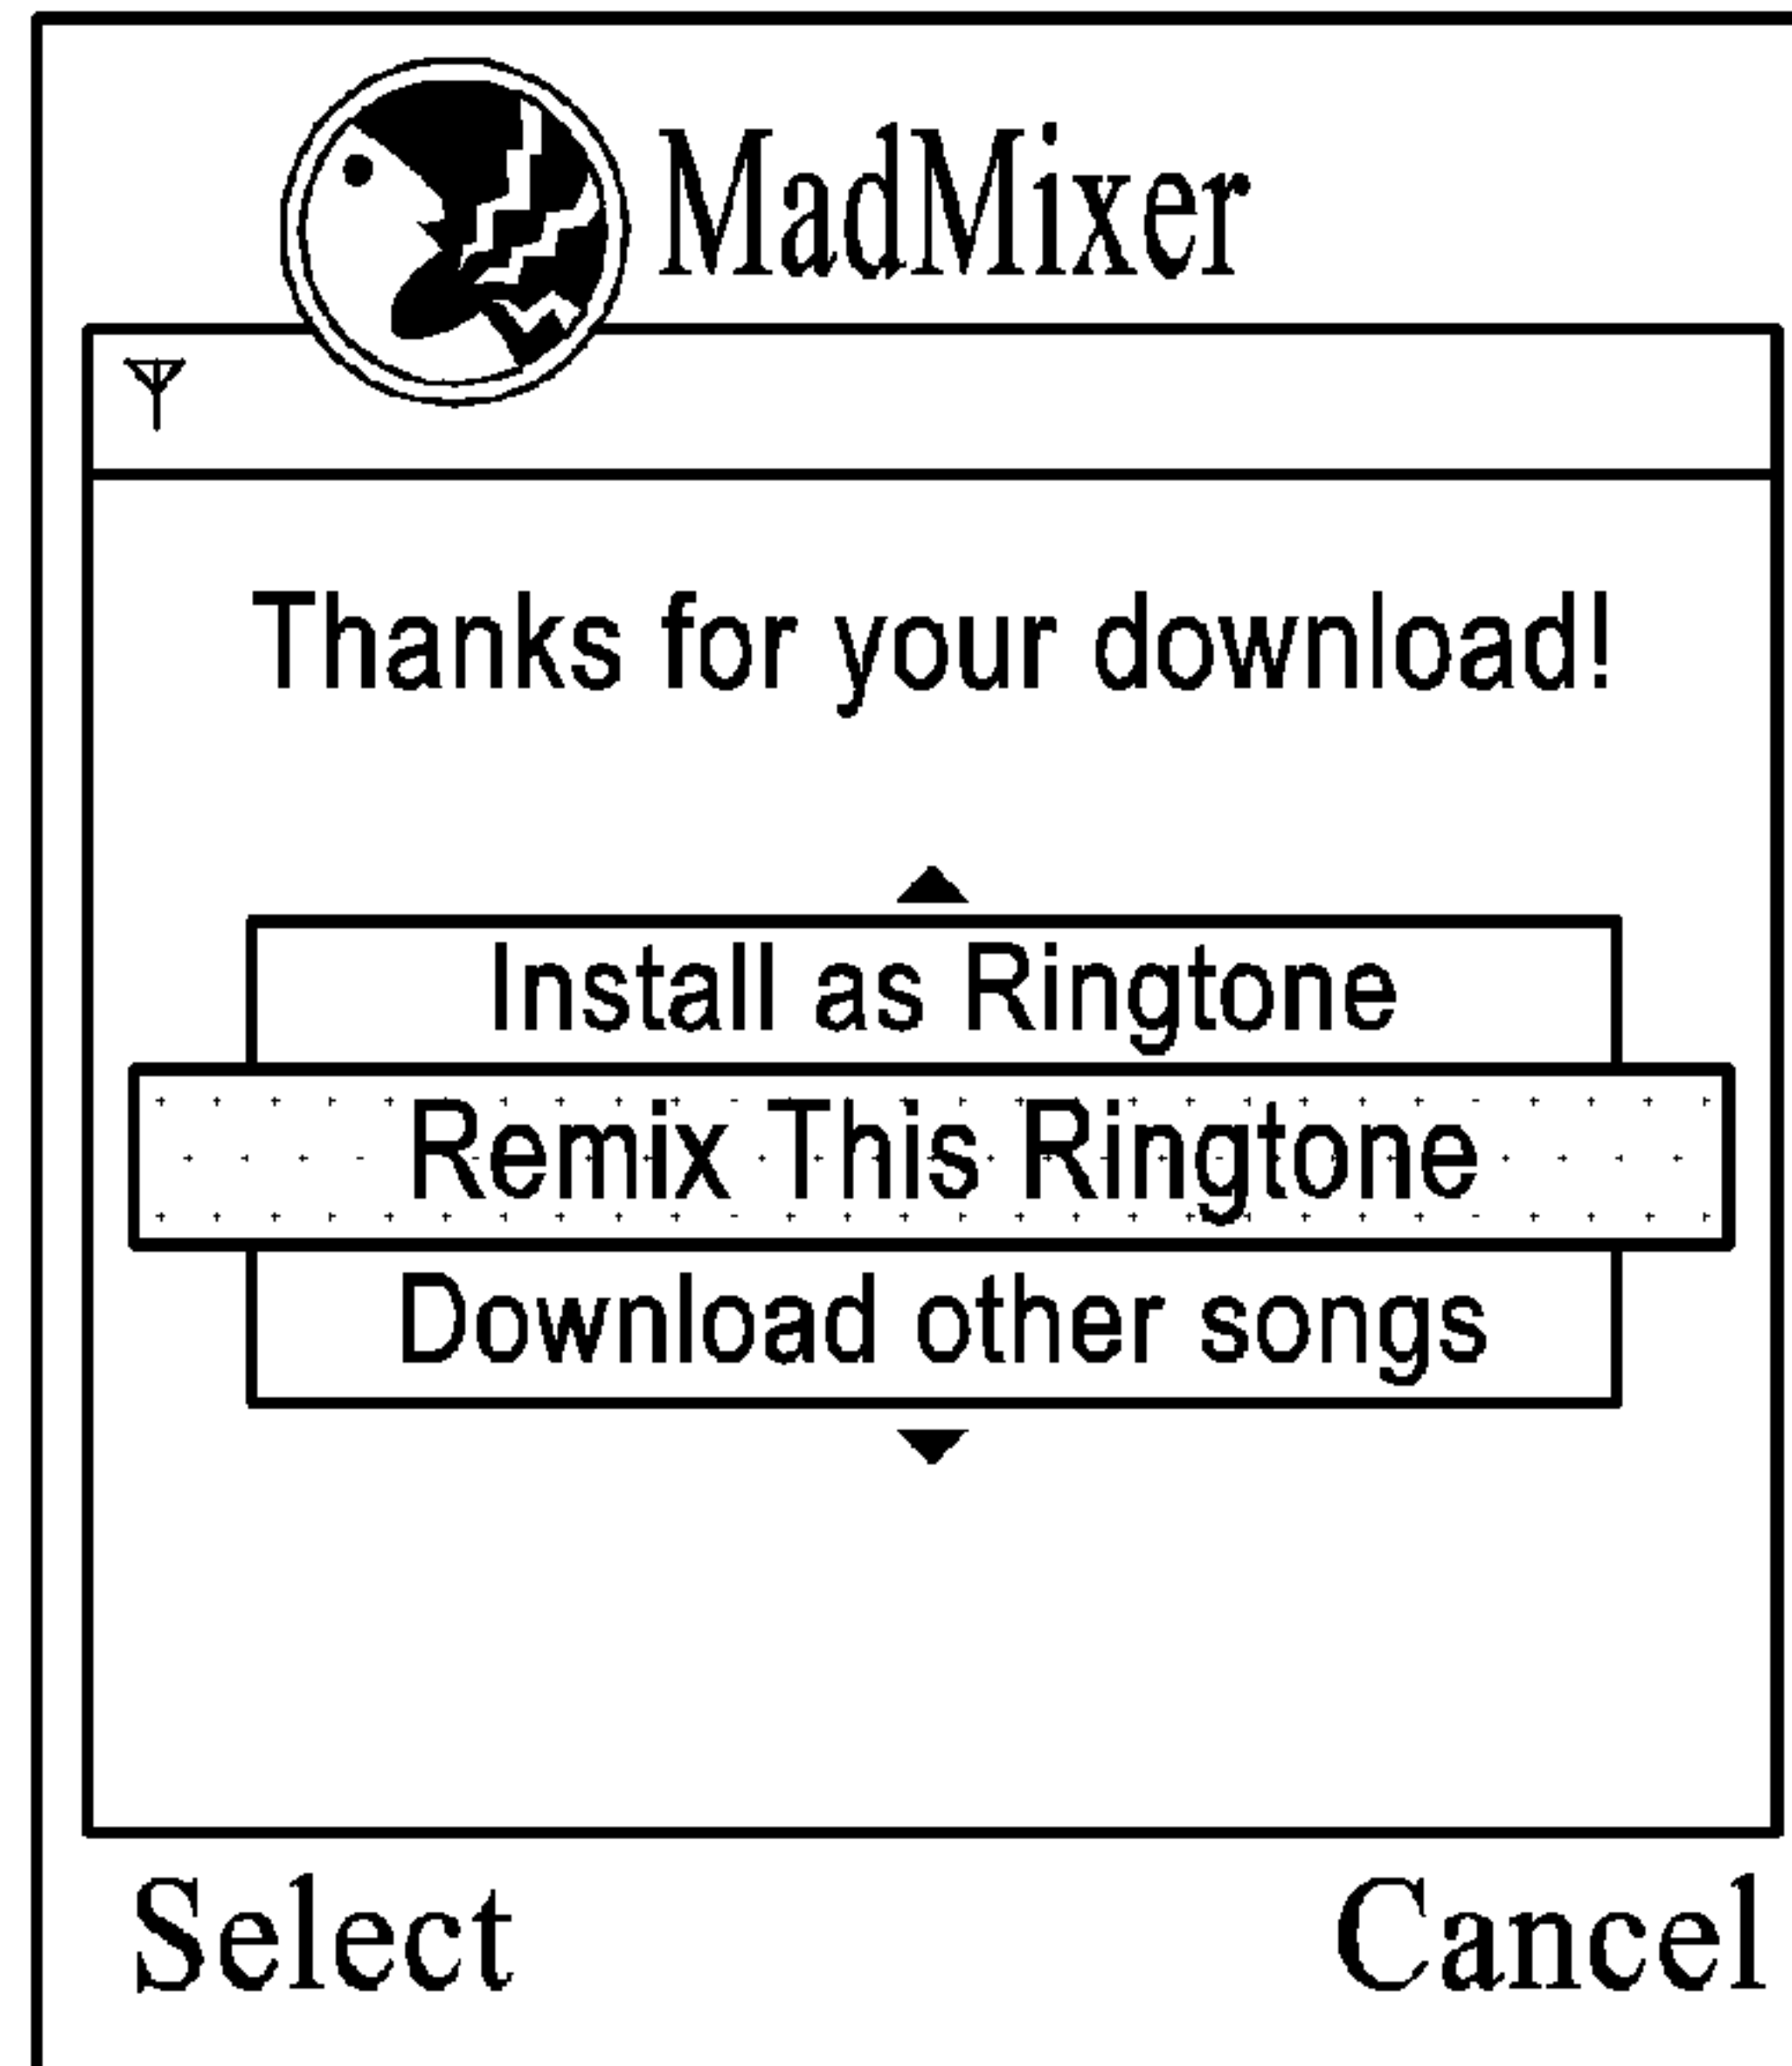 MadMixer
Thanks for your download!
Install as Ringtone
Remix This Ringtone
Download other songs
Select Cancel